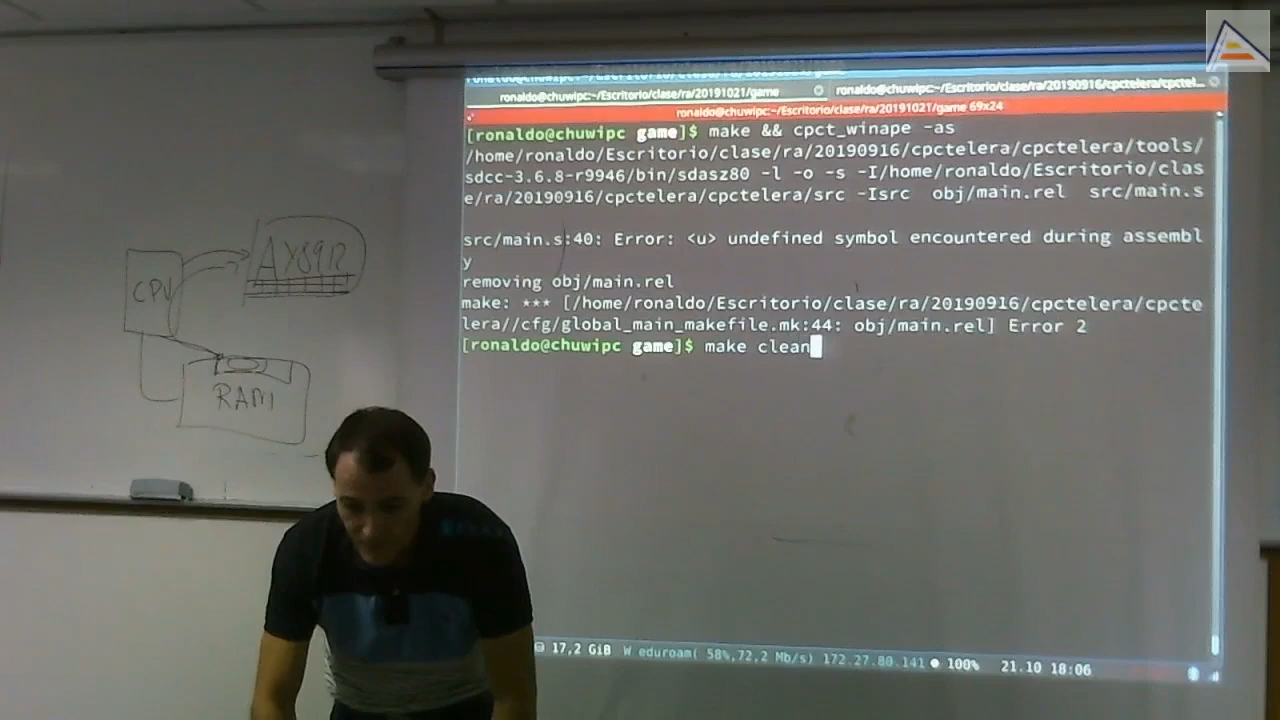 ronaldo@chuwipc:~/Escritorio/clase/ra/20191021/game
ronaldo@chuwipc:~/Escritorio/clase/ra/20190916/cpctelera/cpctel...
ronaldo@chuwipc:~/Escritorio/clase/ra/20191021/game 69x24
[ronaldo@chuwipc game]$ make && cpct_winape -as
/home/ronaldo/Escritorio/clase/ra/20190916/cpctelera/cpctelera/tools/
sdcc-3.6.8-r9946/bin/sdasz80 -l -o -s -I/home/ronaldo/Escritorio/clas
e/ra/20190916/cpctelera/cpctelera/src -Isrc obj/main.rel src/main.s
src/main.s:40: Error: <u> undefined symbol encountered during assembl
y
removing obj/main.rel
make: *** [/home/ronaldo/Escritorio/clase/ra/20190916/cpctelera/cpcte
lera//cfg/global_main_makefile.mk:44: obj/main.rel] Error 2
[ronaldo@chuwipc game]$ make clean
CPU
RAM
17,2 GiB W eduroam( 58%,72,2 Mb/s) 172.27.80.141 ● 100% 21.10 18:06